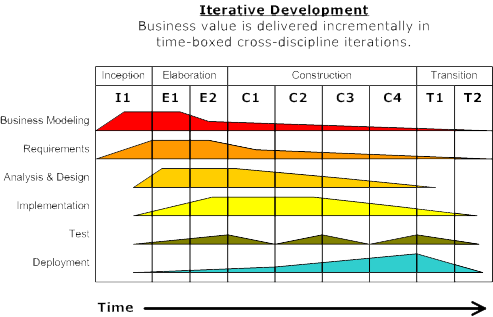 Iterative Development
Business value is delivered incrementally in
time-boxed cross-discipline iterations.
Inception Elaboration Construction Transition
I1 E1 E2 C1 C2 C3 C4 T1 T2
Business Modeling
Requirements
Analysis & Design
Implementation
Test
Deployment
Time